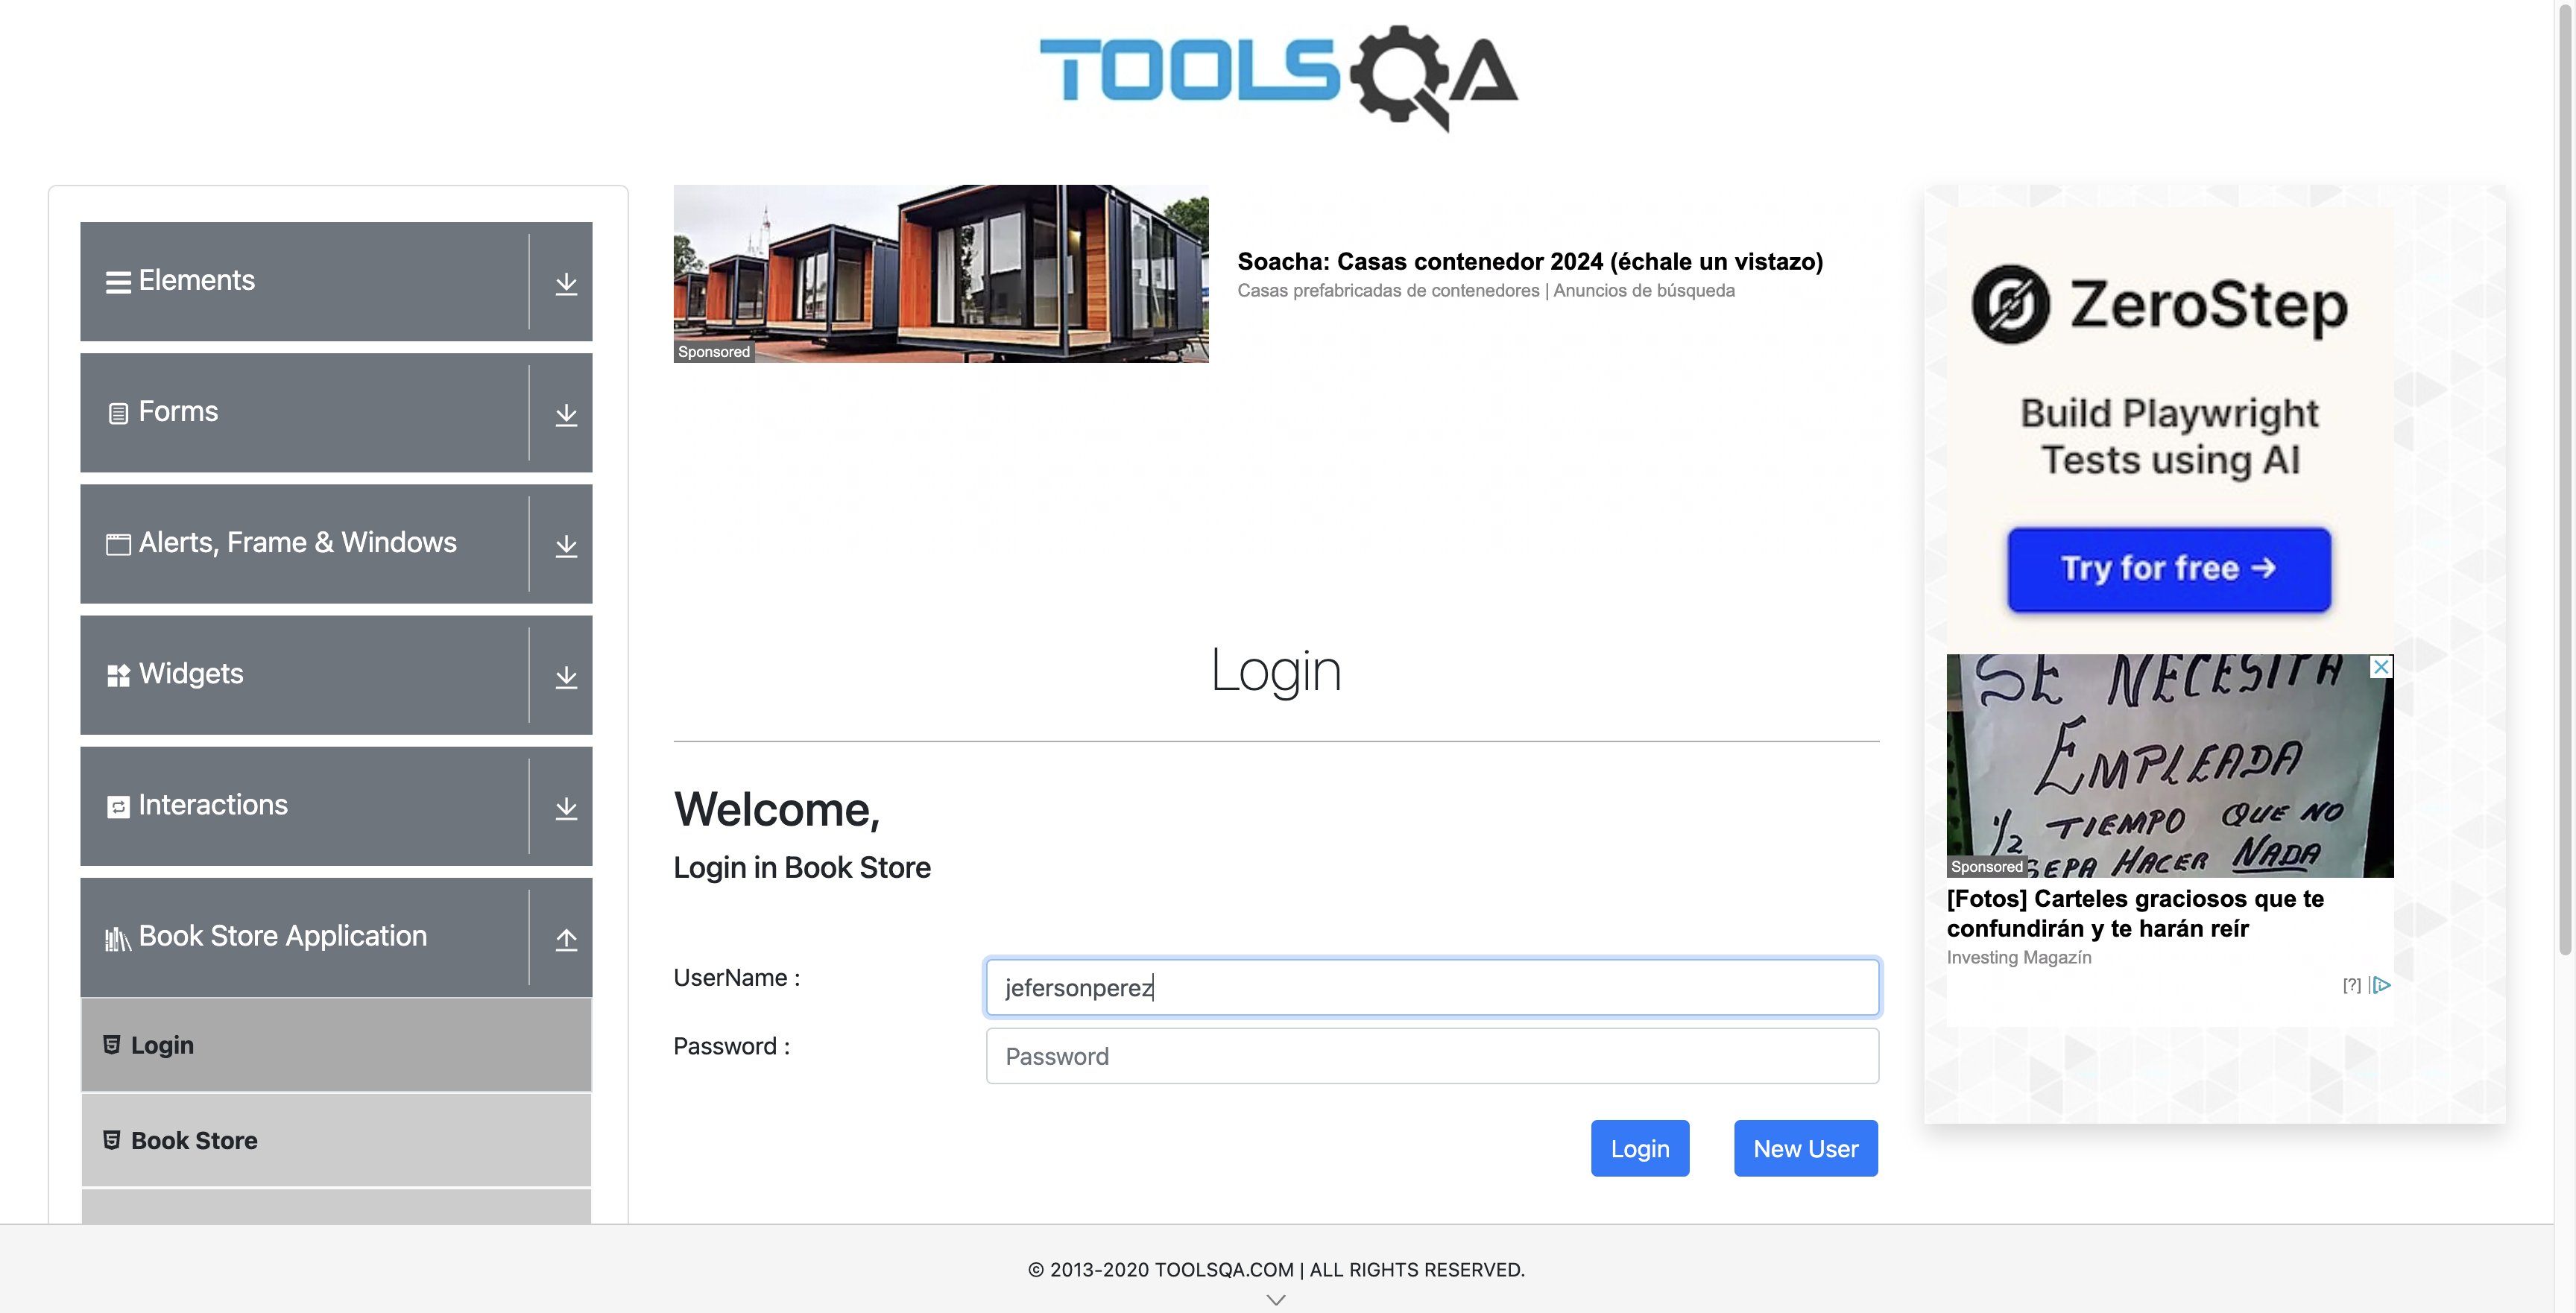 TOOLSQA
Elements
Forms
Alerts, Frame & Windows
Widgets
Interactions
Book Store Application
Login
Book Store
Sponsored
Soacha: Casas contenedor 2024 (échale un vistazo)
Casas prefabricadas de contenedores | Anuncios de búsqueda
Login
Welcome,
Login in Book Store
UserName :
jefersonperez
Password :
Password
Login
New User
ZeroStep
Build Playwright
Tests using AI
Try for free →
SE NECESITA
EMPLEADA
1/2 TIEMPO QUE NO
SEPA HACER NADA
Sponsored
[Fotos] Carteles graciosos que te
confundirán y te harán reír
Investing Magazín
[?]
© 2013-2020 TOOLSQA.COM | ALL RIGHTS RESERVED.